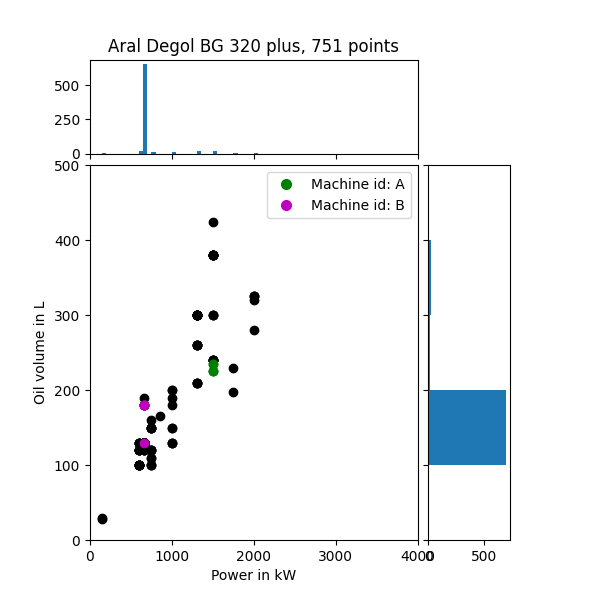 Aral Degol BG 320 plus, 751 points
500
250
0
500
400
300
200
100
0
Oil volume in L
Machine id: A
Machine id: B
0 1000 2000 3000 4000
0 500
Power in kW